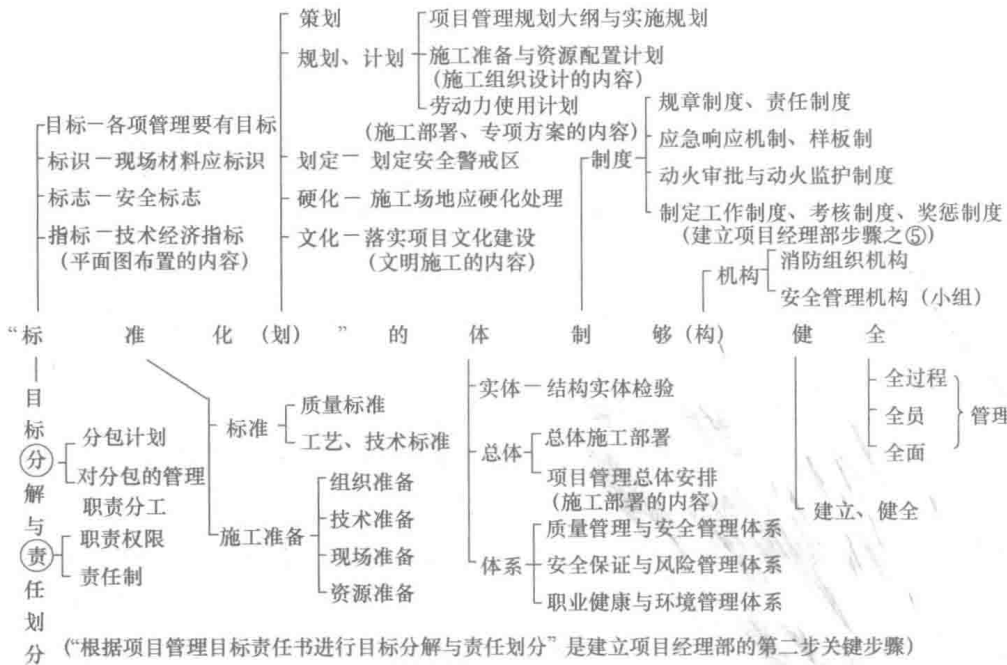 策划
项目管理规划大纲与实施规划
规划、计划
施工准备与资源配置计划
(施工组织设计的内容)
劳动力使用计划
(施工部署、专项方案的内容)
目标—各项管理要有目标
标识—现场材料应标识
标志—安全标志
指标—技术经济指标
(平面图布置的内容)
划定—划定安全警戒区
硬化—施工场地应硬化处理
文化—落实项目文化建设
(文明施工的内容)
制度
规章制度、责任制度
应急响应机制、样板制
动火审批与动火监护制度
制定工作制度、考核制度、奖惩制度
(建立项目经理部步骤之⑤)
机构
消防组织机构
安全管理机构(小组)
“标准化(划)”的体制够(构)健全
目标分解与责任划分
分包计划
对分包的管理
职责分工
职责权限
责任制
标准
质量标准
工艺、技术标准
施工准备
组织准备
技术准备
现场准备
资源准备
实体—结构实体检验
总体
总体施工部署
项目管理总体安排
(施工部署的内容)
体系
质量管理与安全管理体系
安全保证与风险管理体系
职业健康与环境管理体系
建立、健全
全过程
全员
全面
管理
(“根据项目管理目标责任书进行目标分解与责任划分”是建立项目经理部的第二步关键步骤)